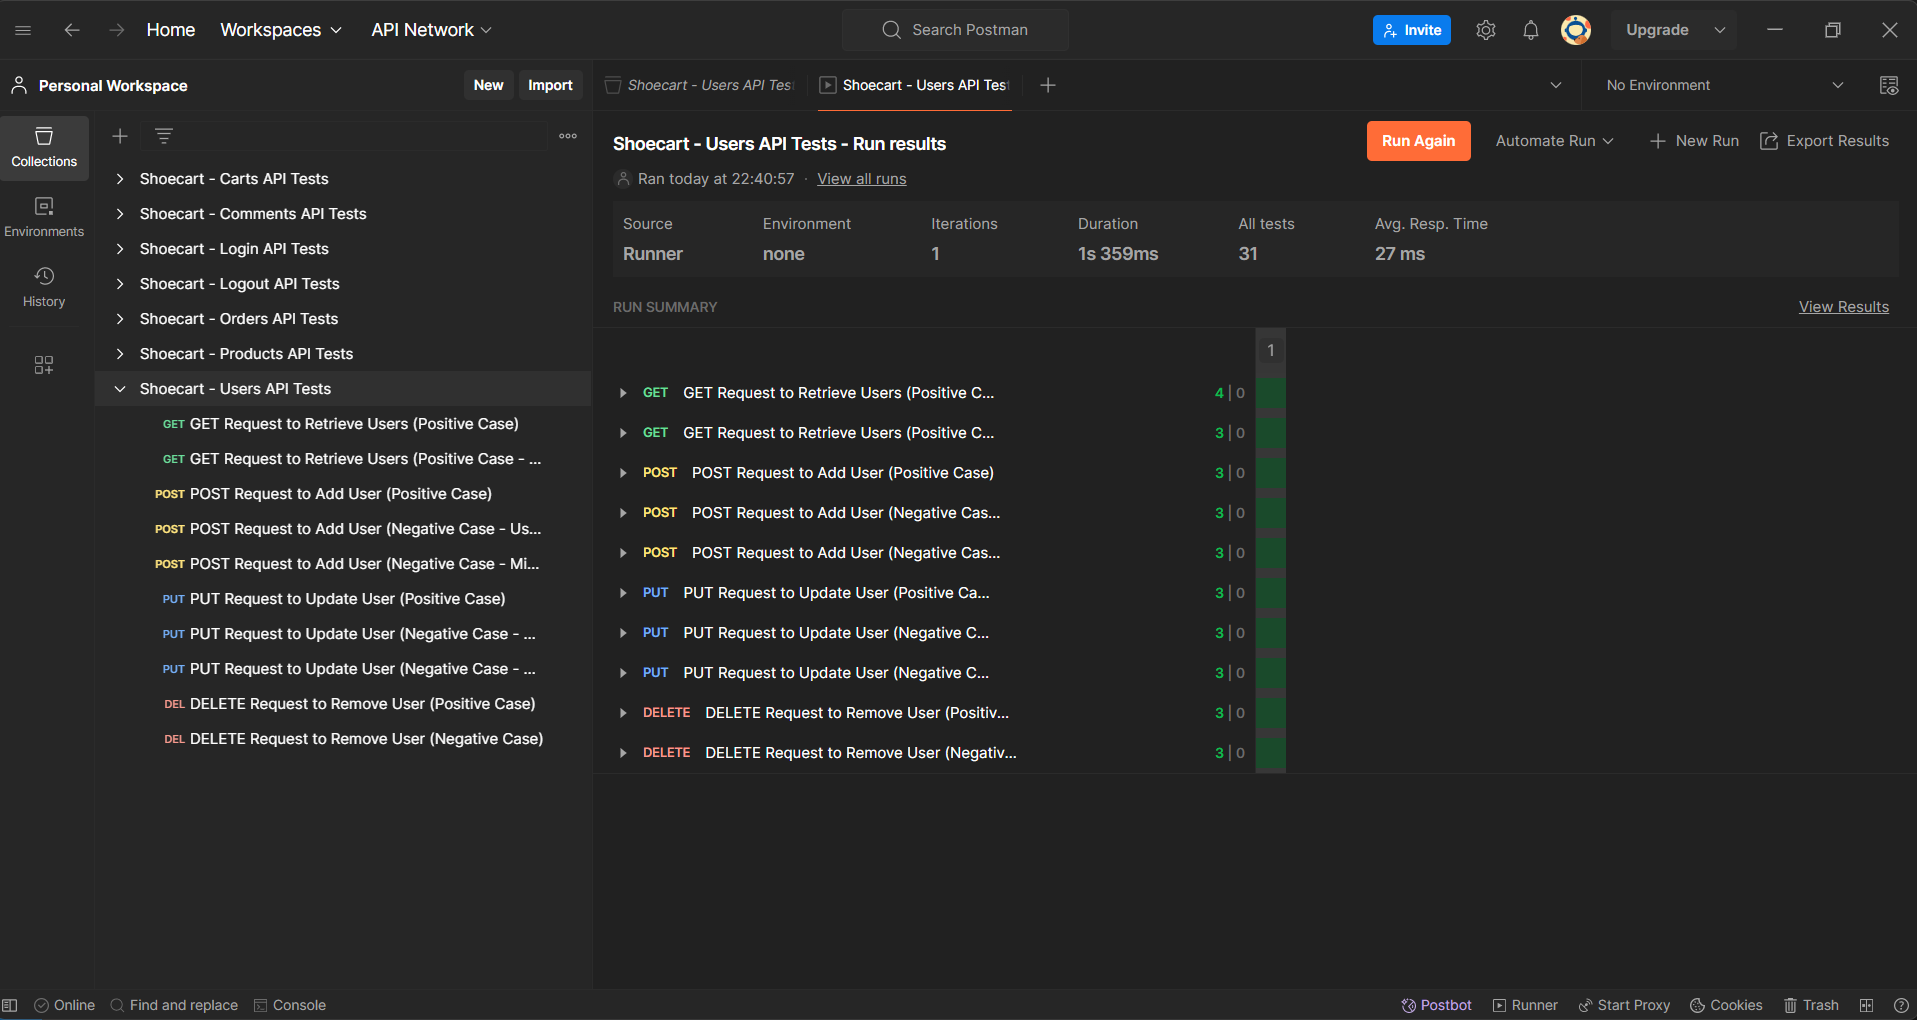 Home Workspaces API Network Search Postman Invite Upgrade
Personal Workspace New Import
Shoecart - Users API Tes Shoecart - Users API Tes No Environment
Collections
Environments
History
Shoecart - Carts API Tests
Shoecart - Comments API Tests
Shoecart - Login API Tests
Shoecart - Logout API Tests
Shoecart - Orders API Tests
Shoecart - Products API Tests
Shoecart - Users API Tests
GET GET Request to Retrieve Users (Positive Case)
GET GET Request to Retrieve Users (Positive Case - ...
POST POST Request to Add User (Positive Case)
POST POST Request to Add User (Negative Case - Us...
POST POST Request to Add User (Negative Case - Mi...
PUT PUT Request to Update User (Positive Case)
PUT PUT Request to Update User (Negative Case - ...
PUT PUT Request to Update User (Negative Case - ...
DEL DELETE Request to Remove User (Positive Case)
DEL DELETE Request to Remove User (Negative Case)
Shoecart - Users API Tests - Run results
Run Again Automate Run New Run Export Results
Ran today at 22:40:57 · View all runs
Source Environment Iterations Duration All tests Avg. Resp. Time
Runner none 1 1s 359ms 31 27 ms
RUN SUMMARY View Results
1
GET GET Request to Retrieve Users (Positive C... 4 | 0
GET GET Request to Retrieve Users (Positive C... 3 | 0
POST POST Request to Add User (Positive Case) 3 | 0
POST POST Request to Add User (Negative Cas... 3 | 0
POST POST Request to Add User (Negative Cas... 3 | 0
PUT PUT Request to Update User (Positive Ca... 3 | 0
PUT PUT Request to Update User (Negative C... 3 | 0
PUT PUT Request to Update User (Negative C... 3 | 0
DELETE DELETE Request to Remove User (Positiv... 3 | 0
DELETE DELETE Request to Remove User (Negativ... 3 | 0
Online Find and replace Console Postbot Runner Start Proxy Cookies Trash